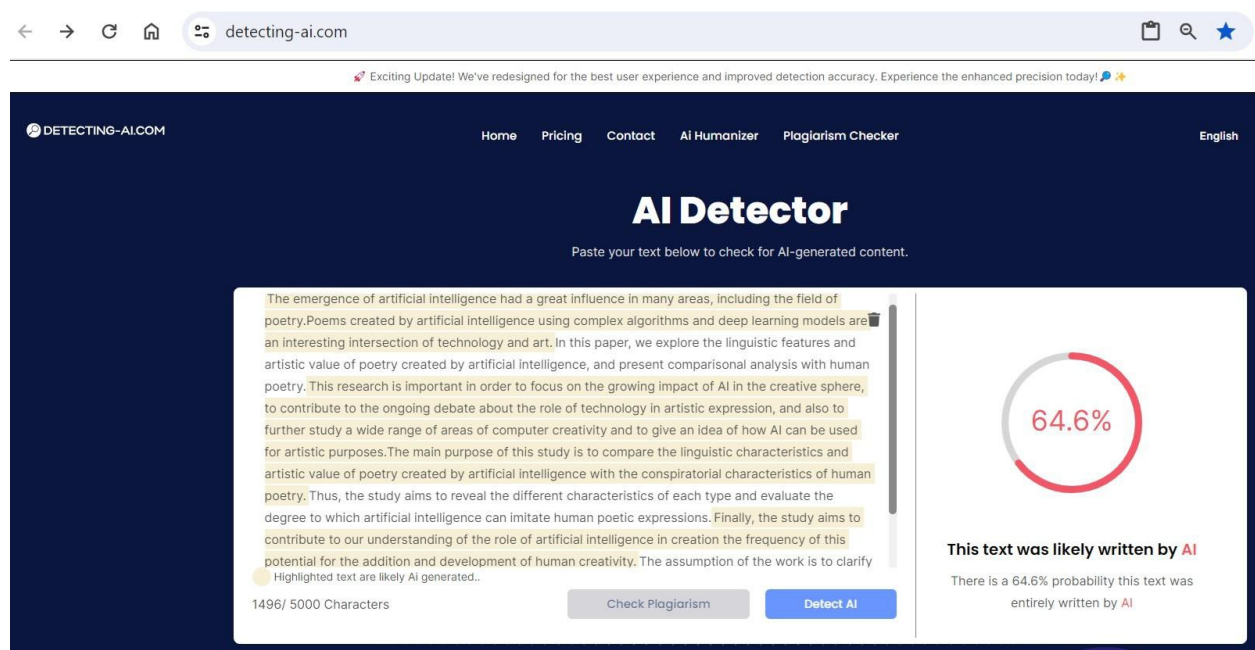 detecting-ai.com
🚀 Exciting Update! We've redesigned for the best user experience and improved detection accuracy. Experience the enhanced precision today!🔎 ✨
DETECTING-AI.COM
Home Pricing Contact Ai Humanizer Plagiarism Checker English
AI Detector
Paste your text below to check for AI-generated content.
The emergence of artificial intelligence had a great influence in many areas, including the field of
poetry.Poems created by artificial intelligence using complex algorithms and deep learning models are
an interesting intersection of technology and art. In this paper, we explore the linguistic features and
artistic value of poetry created by artificial intelligence, and present comparisonal analysis with human
poetry. This research is important in order to focus on the growing impact of AI in the creative sphere,
to contribute to the ongoing debate about the role of technology in artistic expression, and also to
further study a wide range of areas of computer creativity and to give an idea of how AI can be used
for artistic purposes.The main purpose of this study is to compare the linguistic characteristics and
artistic value of poetry created by artificial intelligence with the conspiratorial characteristics of human
poetry. Thus, the study aims to reveal the different characteristics of each type and evaluate the
degree to which artificial intelligence can imitate human poetic expressions. Finally, the study aims to
contribute to our understanding of the role of artificial intelligence in creation the frequency of this
potential for the addition and development of human creativity. The assumption of the work is to clarify
Highlighted text are likely Ai generated..
1496/ 5000 Characters
Check Plagiarism
Detect AI
64.6%
This text was likely written by AI
There is a 64.6% probability this text was
entirely written by AI